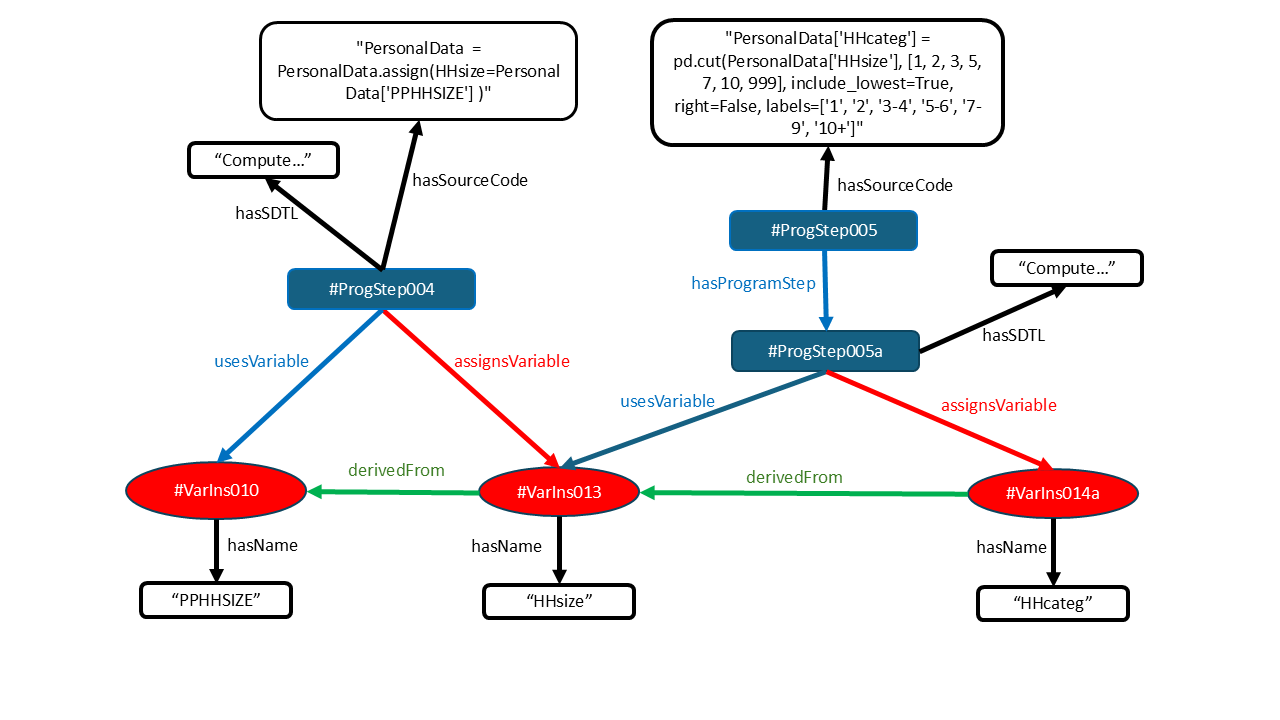 "PersonalData  =
PersonalData.assign(HHsize=Personal
Data['PPHHSIZE'] )"
"PersonalData['HHcateg'] =
pd.cut(PersonalData['HHsize'], [1, 2, 3, 5,
7, 10, 999], include_lowest=True,
right=False, labels=['1', '2', '3-4', '5-6', '7-
9', '10+']"
“Compute...”
hasSourceCode
hasSourceCode
hasSDTL
#ProgStep005
“Compute...”
#ProgStep004
hasProgramStep
hasSDTL
#ProgStep005a
usesVariable
assignsVariable
usesVariable
assignsVariable
derivedFrom
derivedFrom
#VarIns010
#VarIns013
#VarIns014a
hasName
hasName
hasName
“PPHHSIZE”
“HHsize”
“HHcateg”